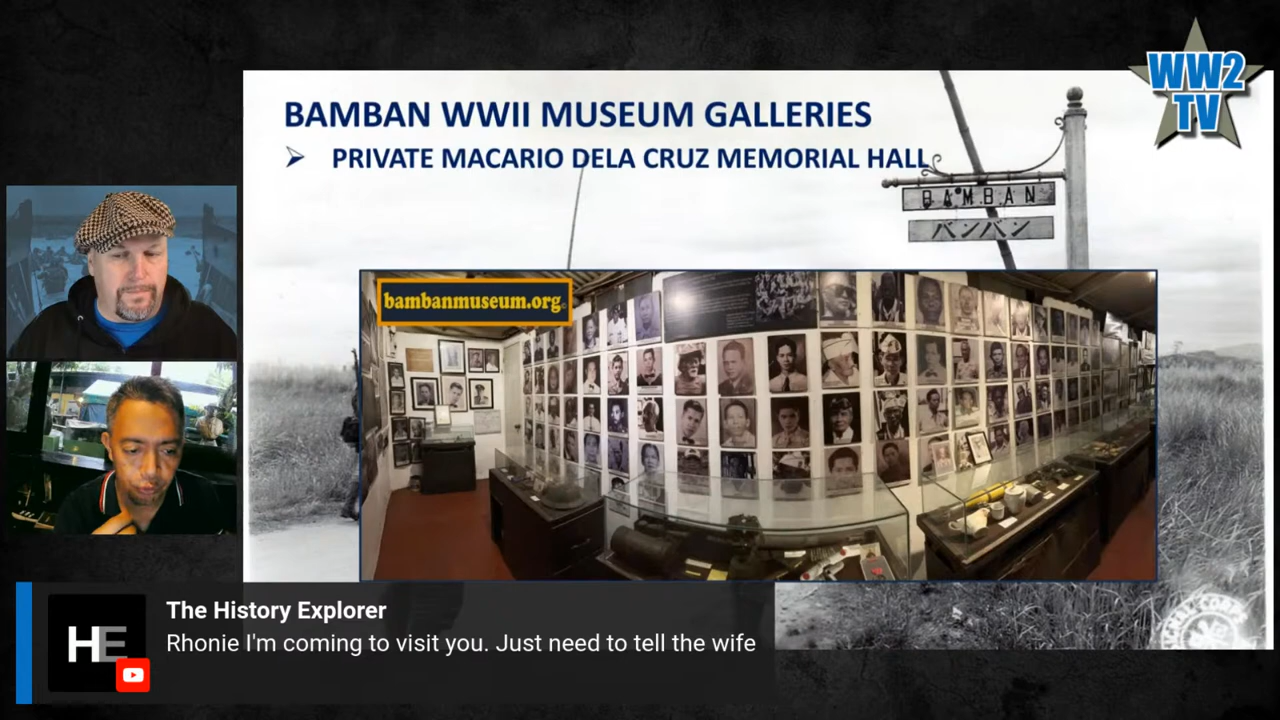 WW2
TV
BAMBAN WWII MUSEUM GALLERIES
➢ PRIVATE MACARIO DELA CRUZ MEMORIAL HALL
BAMBAN
バンバン
bambanmuseum.org
HE
The History Explorer
Rhonie I'm coming to visit you. Just need to tell the wife